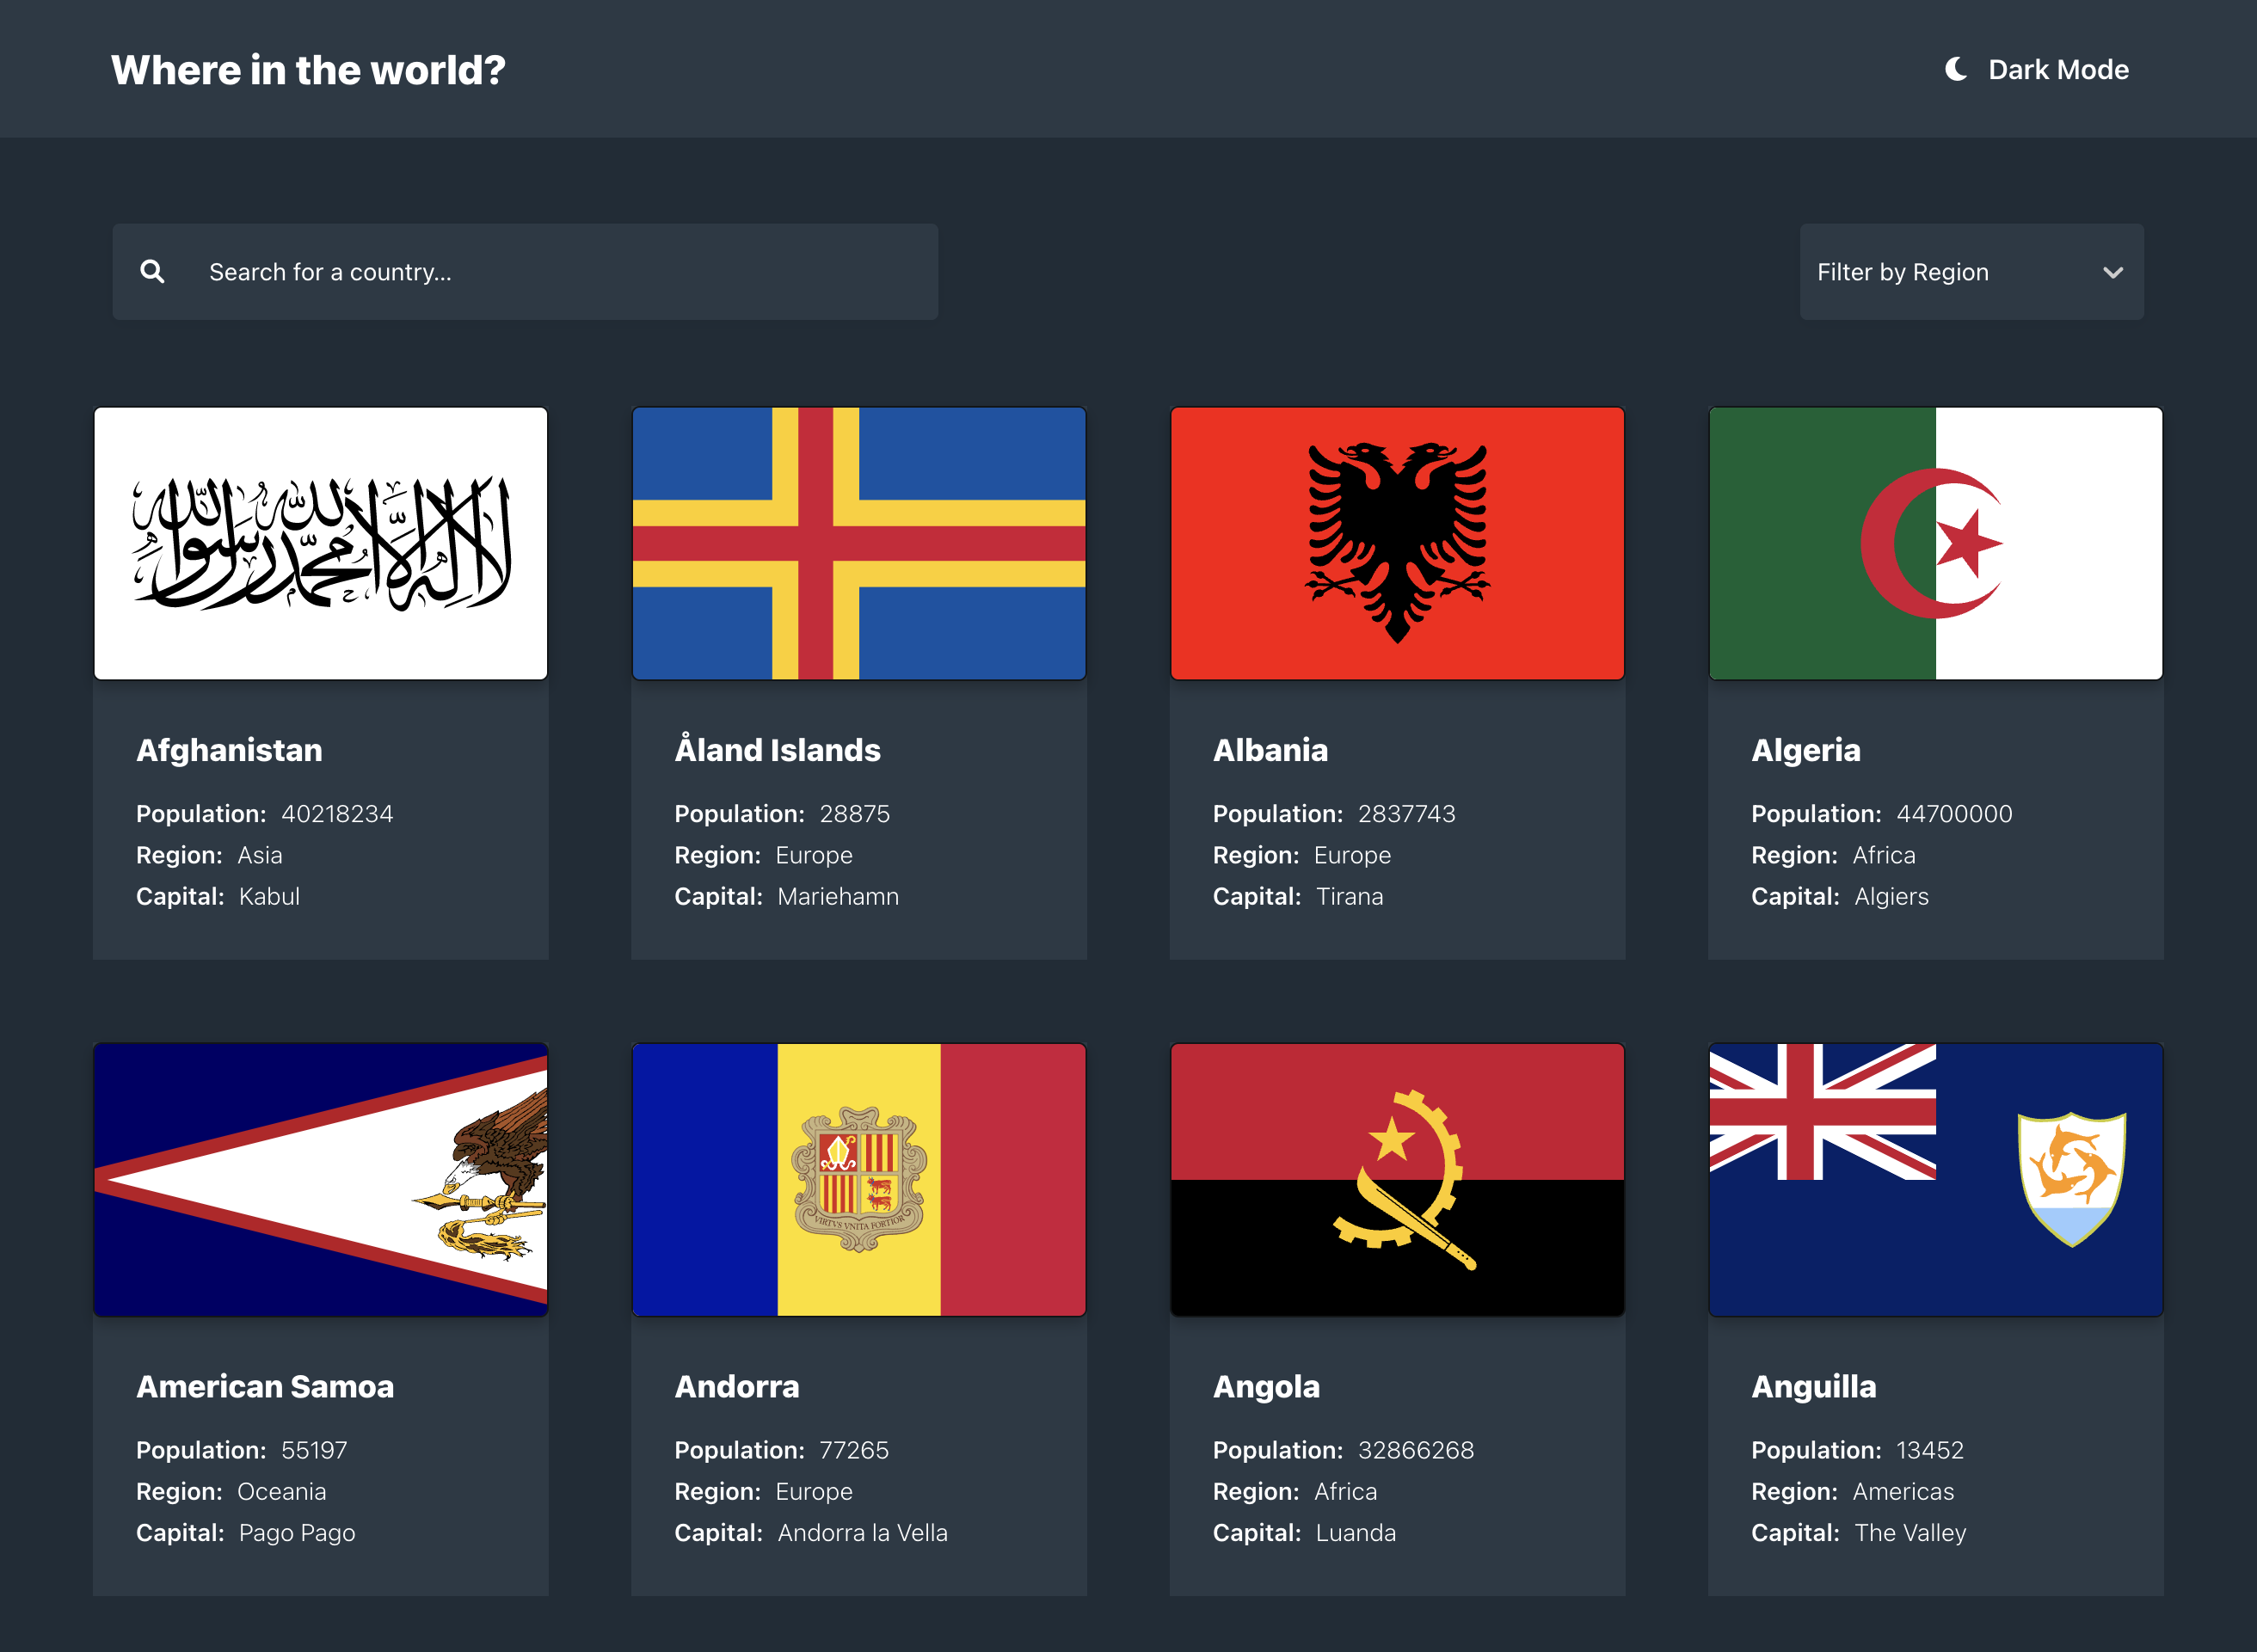 Where in the world?
Dark Mode
Search for a country...
Filter by Region
لا إله إلا الله محمد رسول الله
Afghanistan
Population: 40218234
Region: Asia
Capital: Kabul
Åland Islands
Population: 28875
Region: Europe
Capital: Mariehamn
Albania
Population: 2837743
Region: Europe
Capital: Tirana
Algeria
Population: 44700000
Region: Africa
Capital: Algiers
VIRTVS VNITA FORTIOR
American Samoa
Population: 55197
Region: Oceania
Capital: Pago Pago
Andorra
Population: 77265
Region: Europe
Capital: Andorra la Vella
Angola
Population: 32866268
Region: Africa
Capital: Luanda
Anguilla
Population: 13452
Region: Americas
Capital: The Valley